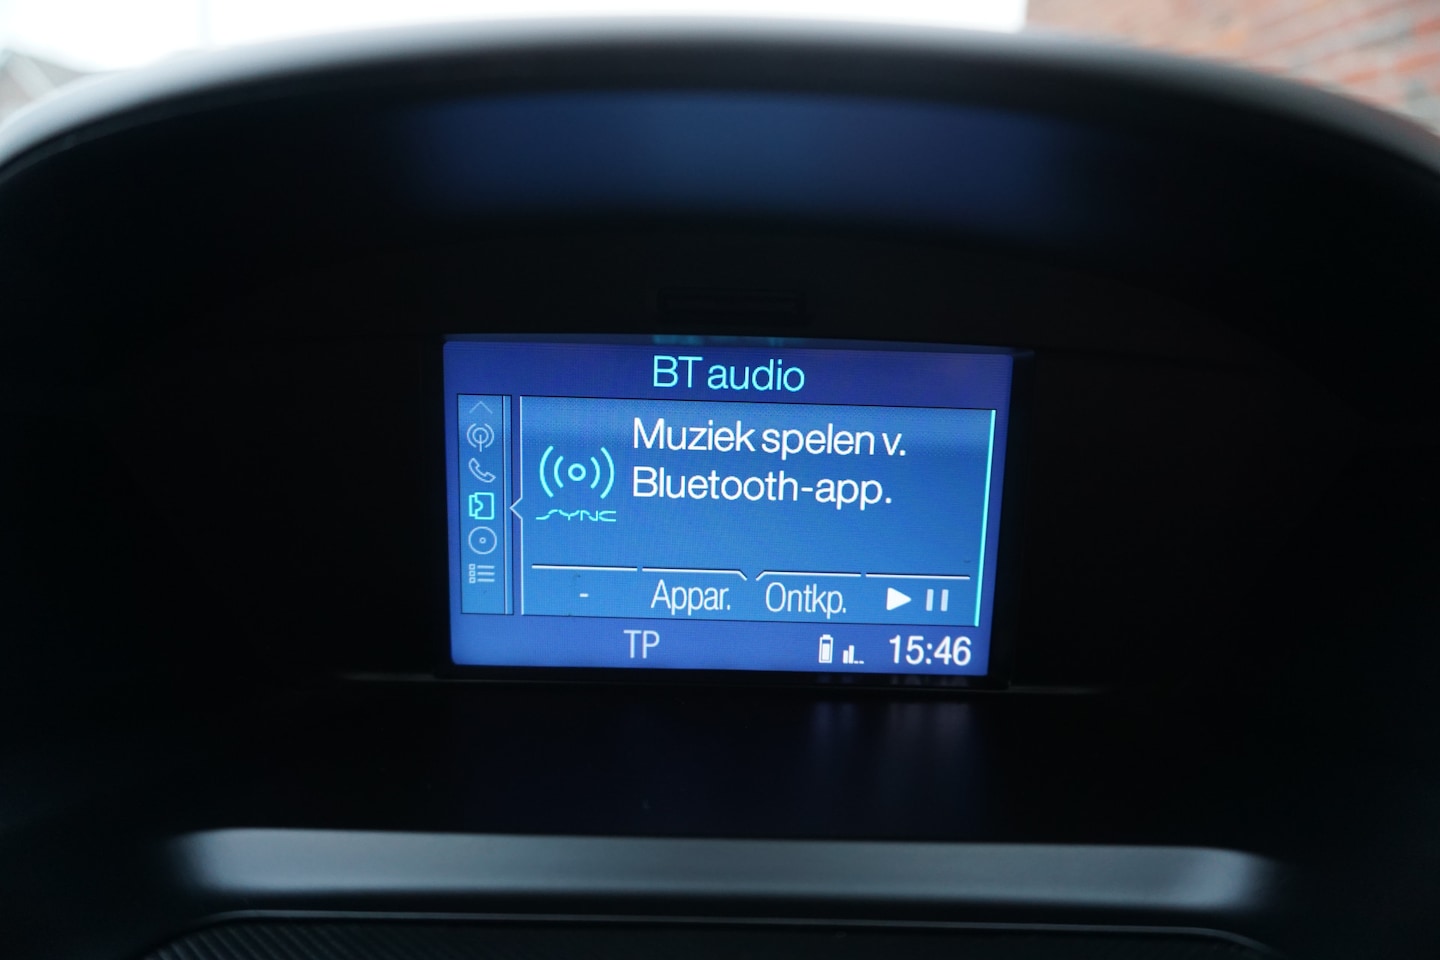 BT audio
Muziek spelen v.
Bluetooth-app.
SYNC
- Appar. Ontkp.
TP 15:46